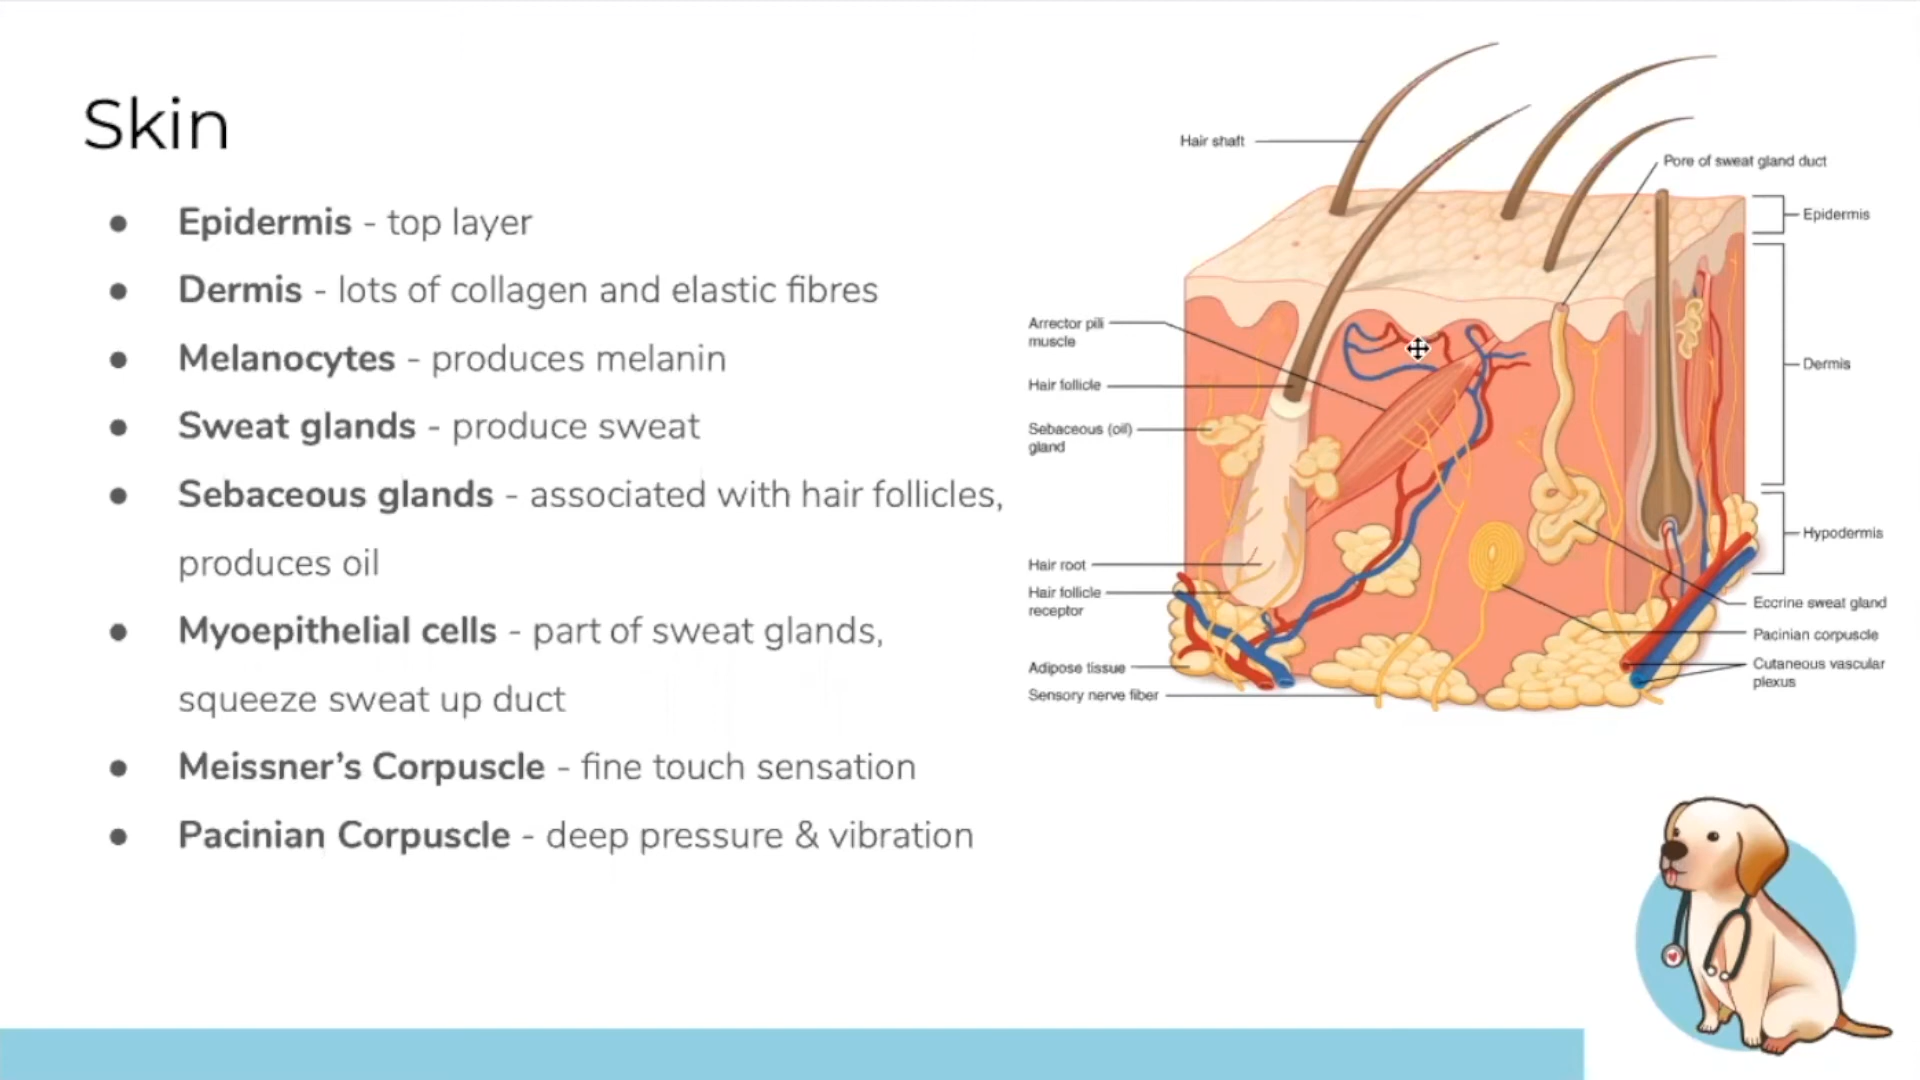 Skin
● Epidermis - top layer
● Dermis - lots of collagen and elastic fibres
● Melanocytes - produces melanin
● Sweat glands - produce sweat
● Sebaceous glands - associated with hair follicles,
produces oil
● Myoepithelial cells - part of sweat glands,
squeeze sweat up duct
● Meissner’s Corpuscle - fine touch sensation
● Pacinian Corpuscle - deep pressure & vibration
Hair shaft
Arrector pili
muscle
Hair follicle
Sebaceous (oil)
gland
Hair root
Hair follicle
receptor
Adipose tissue
Sensory nerve fiber
Pore of sweat gland duct
Epidermis
Dermis
Hypodermis
Eccrine sweat gland
Pacinian corpuscle
Cutaneous vascular
plexus